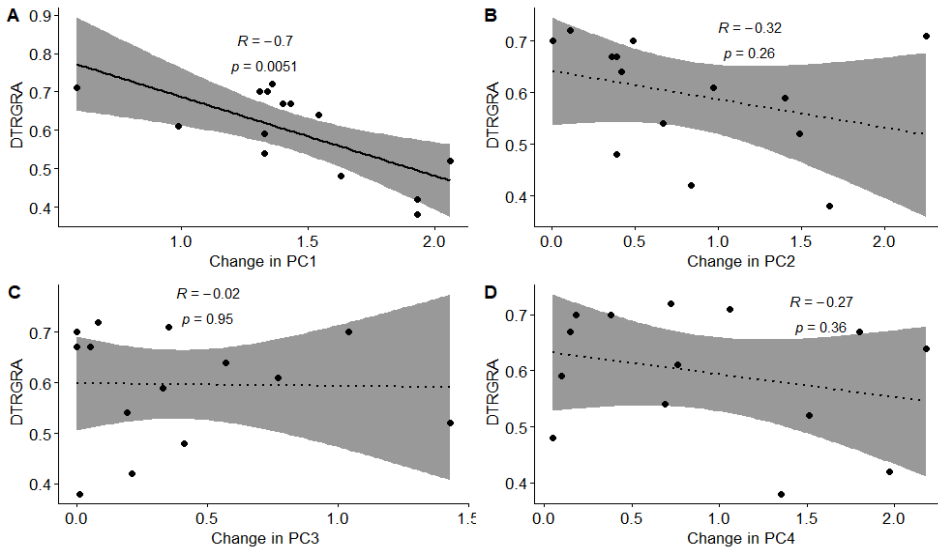 A
R = −0.7
p = 0.0051
0.9
0.8
0.7
0.6
0.5
0.4
DTRGRA
1.0 1.5 2.0
Change in PC1
B
R = −0.32
p = 0.26
0.7
0.6
0.5
0.4
DTRGRA
0.0 0.5 1.0 1.5 2.0
Change in PC2
C
R = −0.02
p = 0.95
0.7
0.6
0.5
0.4
DTRGRA
0.0 0.5 1.0 1.5
Change in PC3
D
R = −0.27
p = 0.36
0.7
0.6
0.5
0.4
DTRGRA
0.0 0.5 1.0 1.5 2.0
Change in PC4